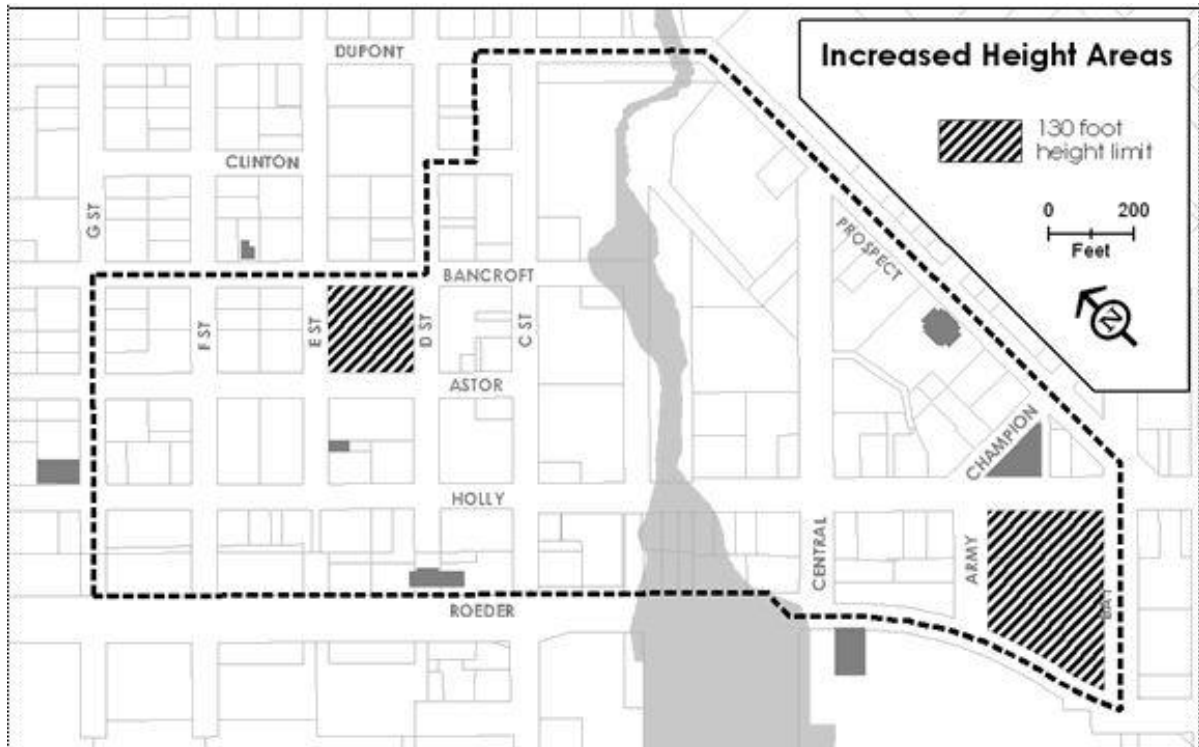 DUPONT
Increased Height Areas
130 foot
height limit
CLINTON
0 200
Feet
G ST
PROSPECT
BANCROFT
N
F ST
E ST
D ST
C ST
ASTOR
CHAMPION
HOLLY
CENTRAL
ARMY
ROEDER